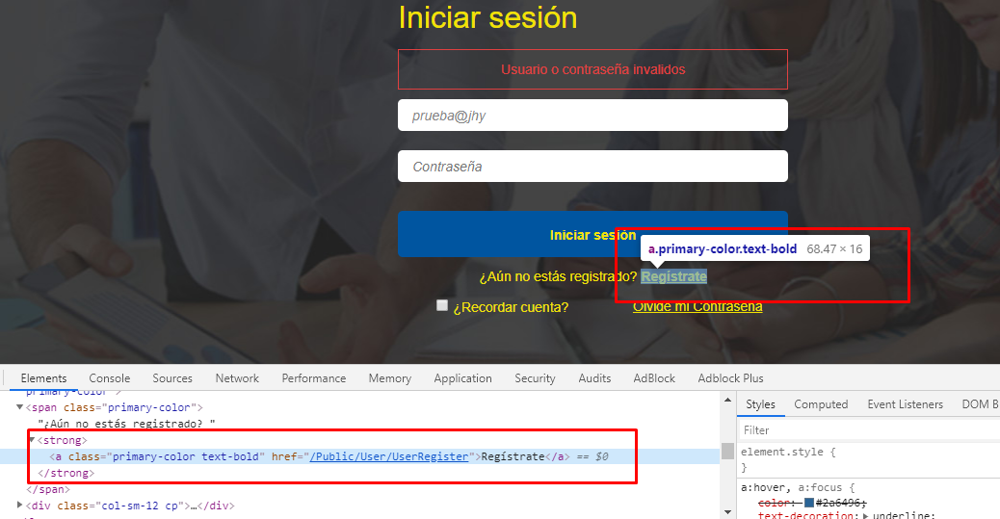 Iniciar sesión
Usuario o contraseña invalidos
prueba@jhy
Contraseña
Iniciar sesión
a.primary-color.text-bold 68.47 × 16
¿Aún no estás registrado? Regístrate
¿Recordar cuenta? Olvidé mi Contraseña
Elements Console Sources Network Performance Memory Application Security Audits AdBlock Adblock Plus
primary-color">
<span class="primary-color">
"¿Aún no estás registrado? "
<strong>
<a class="primary-color text-bold" href="/Public/User/UserRegister">Regístrate</a> == $0
</strong>
</span>
<div class="col-sm-12 cp">…</div>
Styles Computed Event Listeners DOM B
Filter
element.style {
}
a:hover, a:focus {
color: #2a6496;
text-decoration: underline;